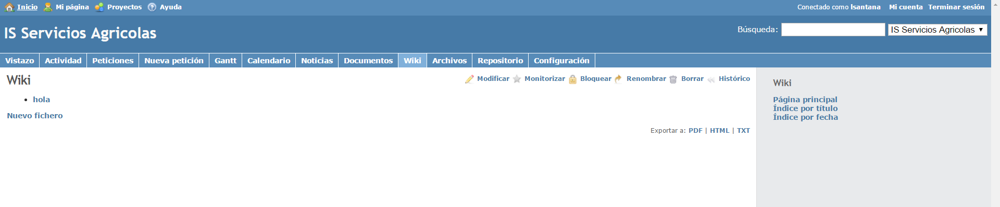 Inicio Mi página Proyectos Ayuda Conectado como lsantana Mi cuenta Terminar sesión
IS Servicios Agricolas Búsqueda: IS Servicios Agricolas
Vistazo Actividad Peticiones Nueva petición Gantt Calendario Noticias Documentos Wiki Archivos Repositorio Configuración
Wiki Modificar Monitorizar Bloquear Renombrar Borrar Histórico
hola
Nuevo fichero
Exportar a: PDF | HTML | TXT
Wiki
Página principal
Índice por título
Índice por fecha